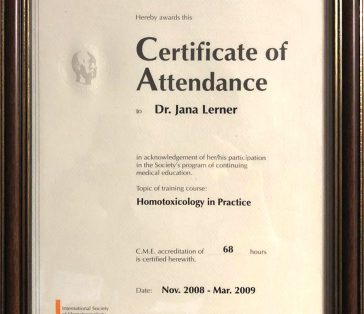 Hereby awards this
Certificate of
Attendance
to Dr. Jana Lerner
in acknowledgement of her/his participation
in the Society's program of continuing
medical education.
Topic of training course:
Homotoxicology in Practice
C.M.E. accreditation of 68 hours
is certified herewith.
Date: Nov. 2008 - Mar. 2009
International Society